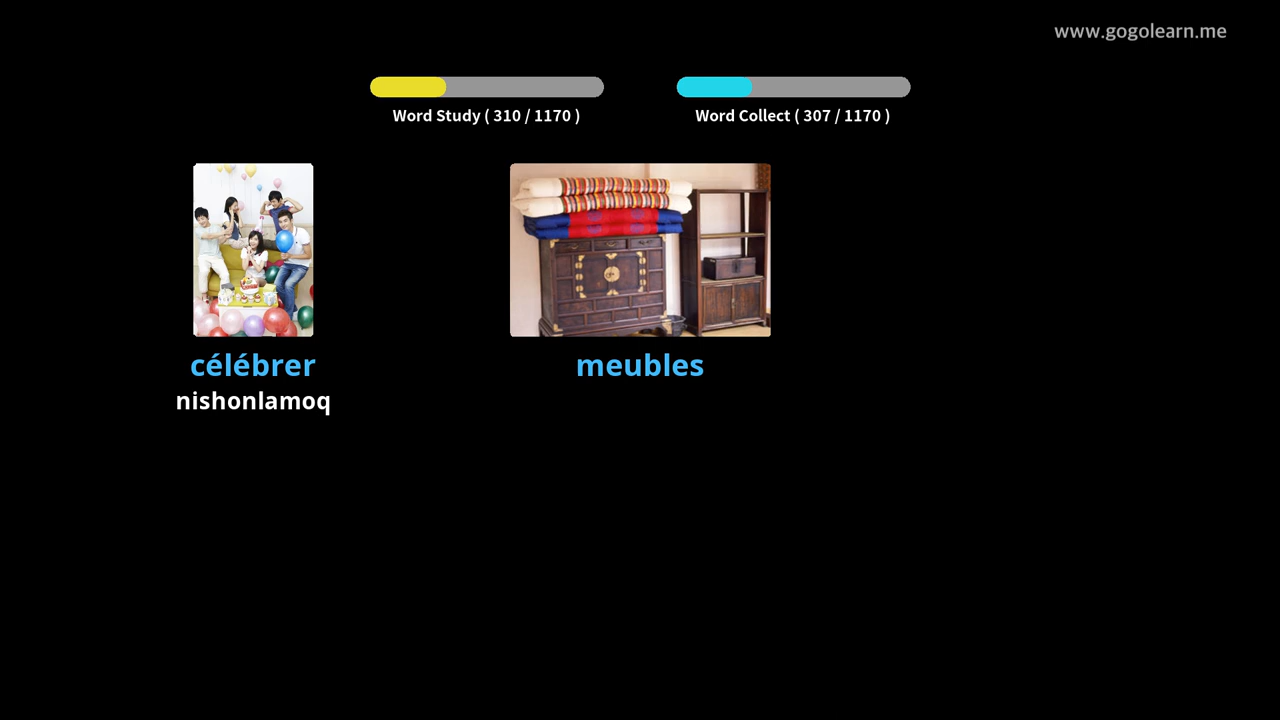 www.gogolearn.me
Word Study ( 310 / 1170 )
Word Collect ( 307 / 1170 )
célébrer
meubles
nishonlamoq